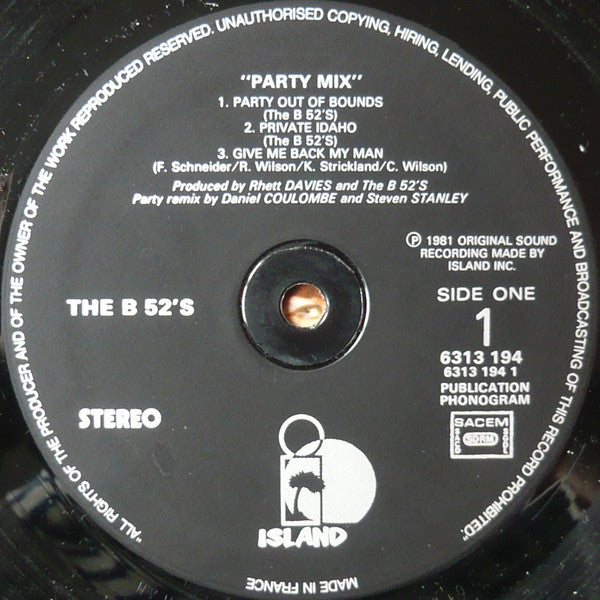 "ALL RIGHTS OF THE PRODUCER AND OF THE OWNER OF THE WORK REPRODUCED RESERVED. UNAUTHORISED COPYING, HIRING, LENDING, PUBLIC PERFORMANCE AND BROADCASTING OF THIS RECORD PROHIBITED."
"PARTY MIX"
1. PARTY OUT OF BOUNDS
(The B 52'S)
2. PRIVATE IDAHO
(The B 52'S)
3. GIVE ME BACK MY MAN
(F. Schneider/R. Wilson/K. Strickland/C. Wilson)
Produced by Rhett DAVIES and The B 52'S
Party remix by Daniel COULOMBE and Steven STANLEY
Ⓟ 1981 ORIGINAL SOUND
RECORDING MADE BY
ISLAND INC.
THE B 52'S
SIDE ONE
1
6313 194
6313 194 1
PUBLICATION
PHONOGRAM
STEREO
SACEM
SACD
SDRM
SGDL
ISLAND
MADE IN FRANCE